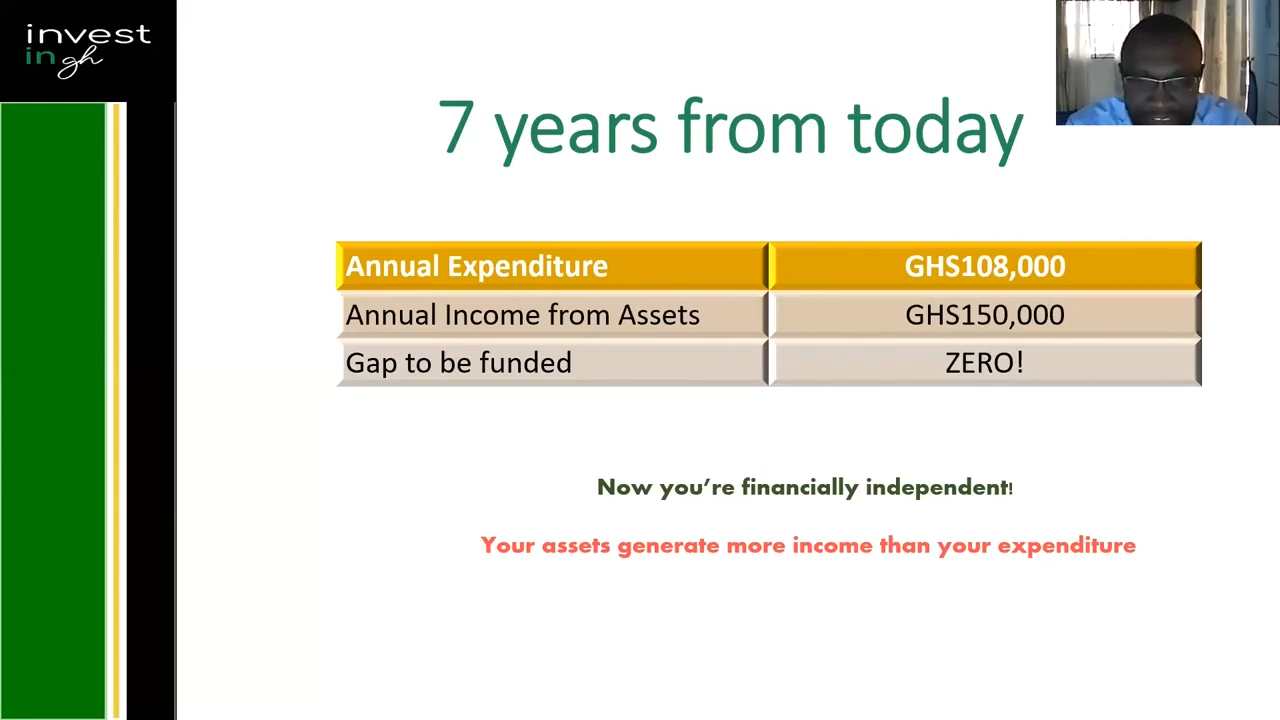 invest
in gh
7 years from today
Annual Expenditure GHS108,000
Annual Income from Assets GHS150,000
Gap to be funded ZERO!
Now you're financially independent!
Your assets generate more income than your expenditure